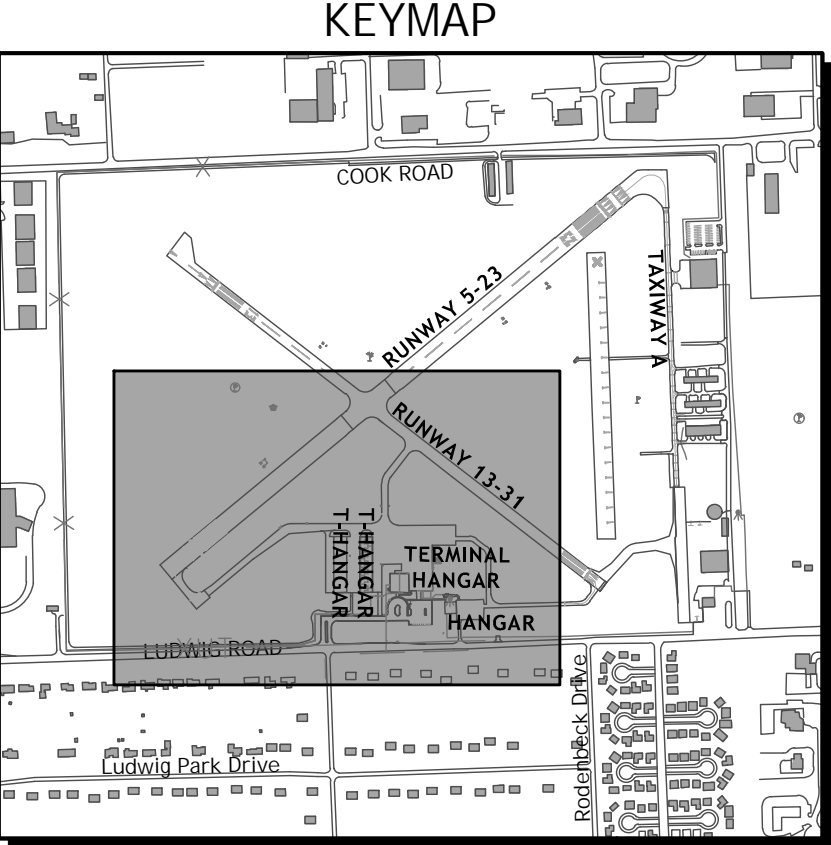 KEYMAP
COOK ROAD
RUNWAY 5-23
TAXIWAY A
RUNWAY 13-31
T-HANGAR
T-HANGAR
TERMINAL
HANGAR
HANGAR
LUDWIG ROAD
Rodenbeck Drive
Ludwig Park Drive